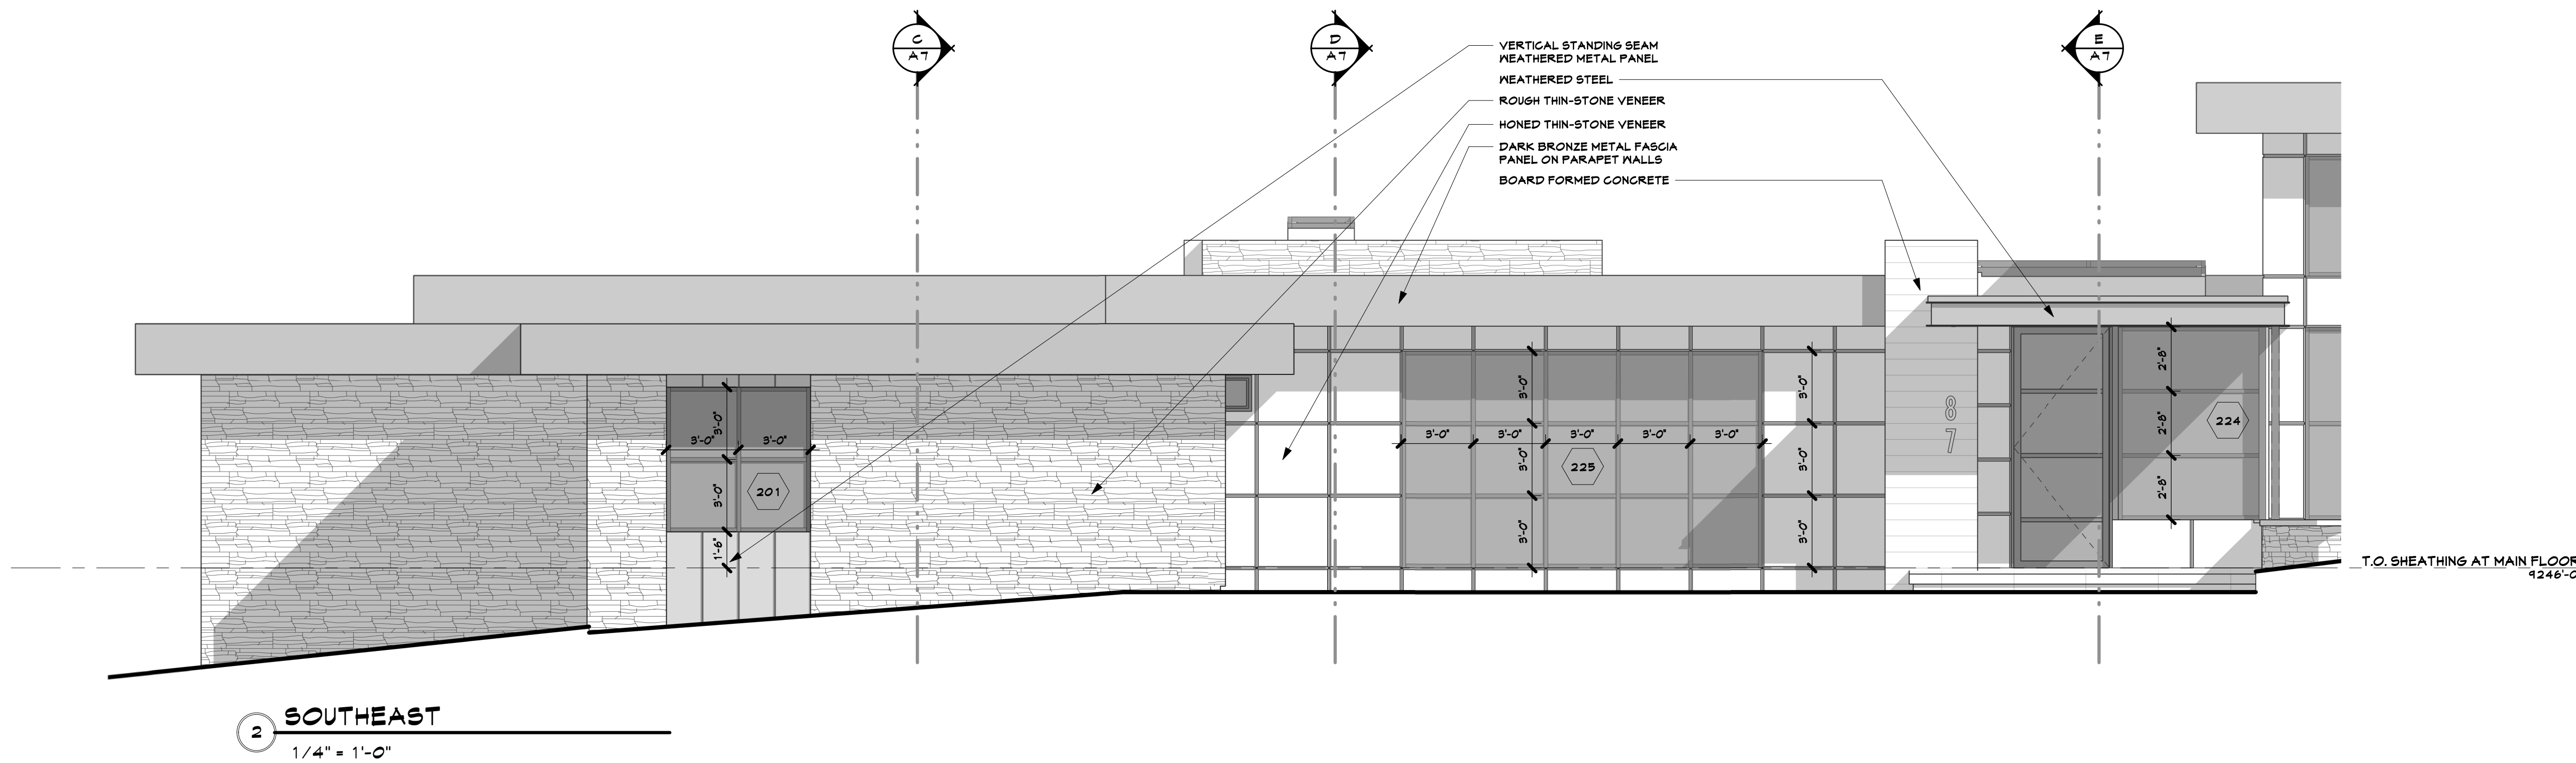 C
A7
D
A7
E
A7
VERTICAL STANDING SEAM
WEATHERED METAL PANEL
WEATHERED STEEL
ROUGH THIN-STONE VENEER
HONED THIN-STONE VENEER
DARK BRONZE METAL FASCIA
PANEL ON PARAPET WALLS
BOARD FORMED CONCRETE
3'-0"
3'-0" 3'-0"
3'-0"
201
1'-6"
3'-0"
3'-0" 3'-0" 3'-0" 3'-0" 3'-0"
3'-0"
225
3'-0"
3'-0"
3'-0"
3'-0"
8
7
2'-8"
2'-8"
2'-8"
224
T.O. SHEATHING AT MAIN FLOOR
9246'-0
2
SOUTHEAST
1/4" = 1'-0"